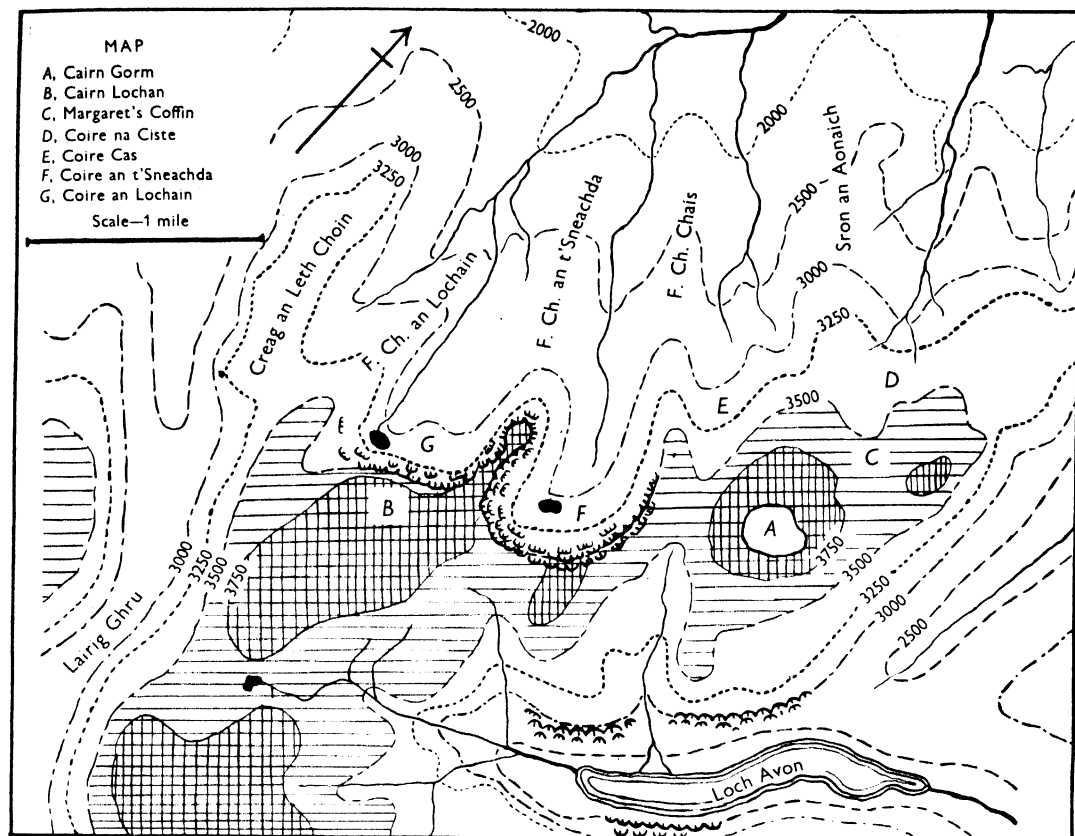 MAP
A, Cairn Gorm
B, Cairn Lochan
C, Margaret's Coffin
D, Coire na Ciste
E, Coire Cas
F, Coire an t'Sneachda
G, Coire an Lochain
Scale—1 mile
2000
2500
3000
3250
2000
2500
3000
3250
3500
Creag an Leth Choin
F. Ch. an Lochain
F. Ch. an t'Sneachda
F. Ch. Chais
Sron an Aonaich
D
E
G
C
B
F
A
3000
3250
3500
3750
3750
3500
3250
3000
2500
Lairig Ghru
Loch Avon